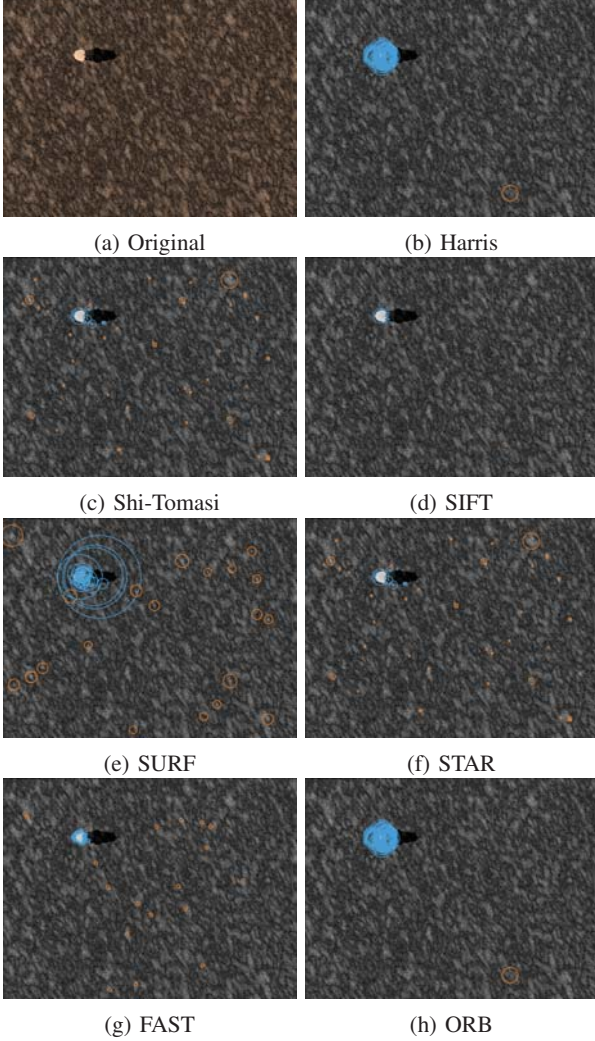 (a) Original
(b) Harris
(c) Shi-Tomasi
(d) SIFT
(e) SURF
(f) STAR
(g) FAST
(h) ORB